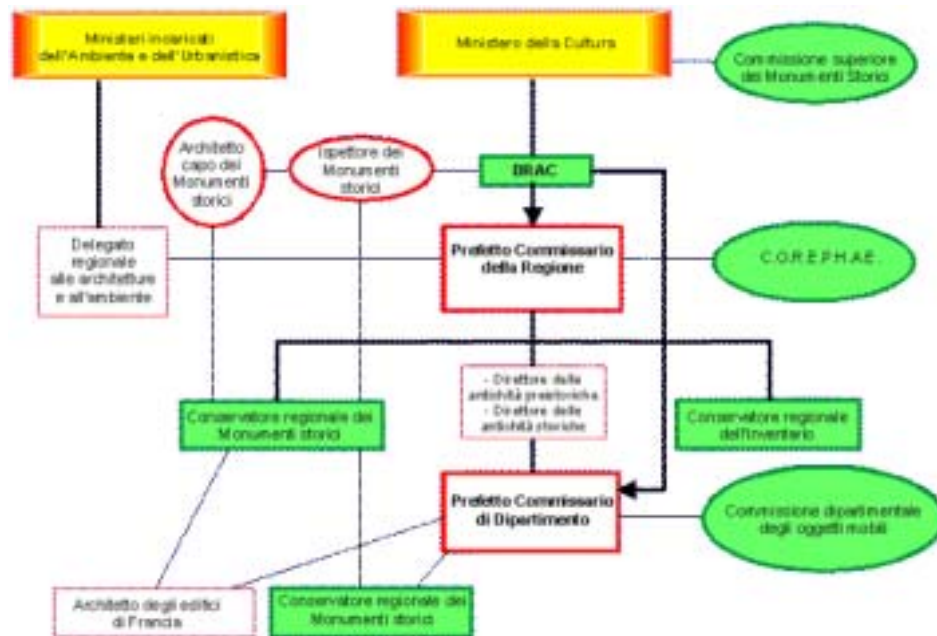 Ministeri incaricati
dell'Ambiente e dell'Urbanistica
Ministero della Cultura
Commissione superiore
dei Monumenti Storici
Architetto
capo dei
Monumenti
storici
Ispettore dei
Monumenti
storici
DRAC
Delegato
regionale
alle architetture
e all'ambiente
Prefetto Commissario
della Regione
C.O.R.E.P.H.A.E.
- Direttore delle
antichità preistoriche
- Direttore delle
antichità storiche
Conservatore regionale dei
Monumenti storici
Conservatore regionale
dell'Inventario
Prefetto Commissario
di Dipartimento
Commissione dipartimentale
degli oggetti mobili
Architetto degli edifici
di Francia
Conservatore regionale dei
Monumenti storici